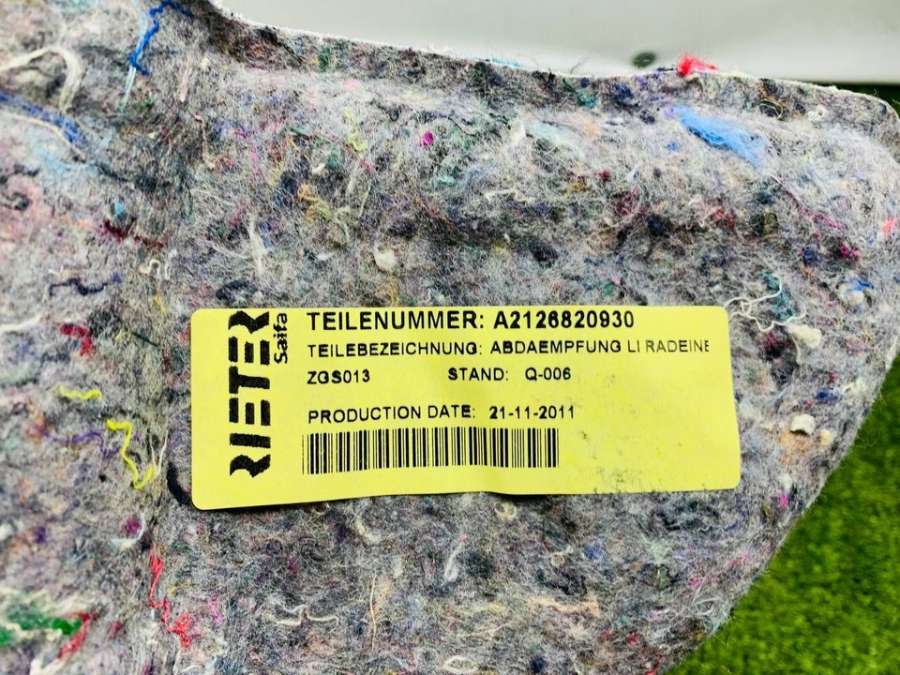 RIETER
Saifa
TEILENUMMER: A2126820930
TEILEBEZEICHNUNG: ABDAEMPFUNG LI RADEINE
ZGS013 STAND: Q-006
PRODUCTION DATE: 21-11-2011